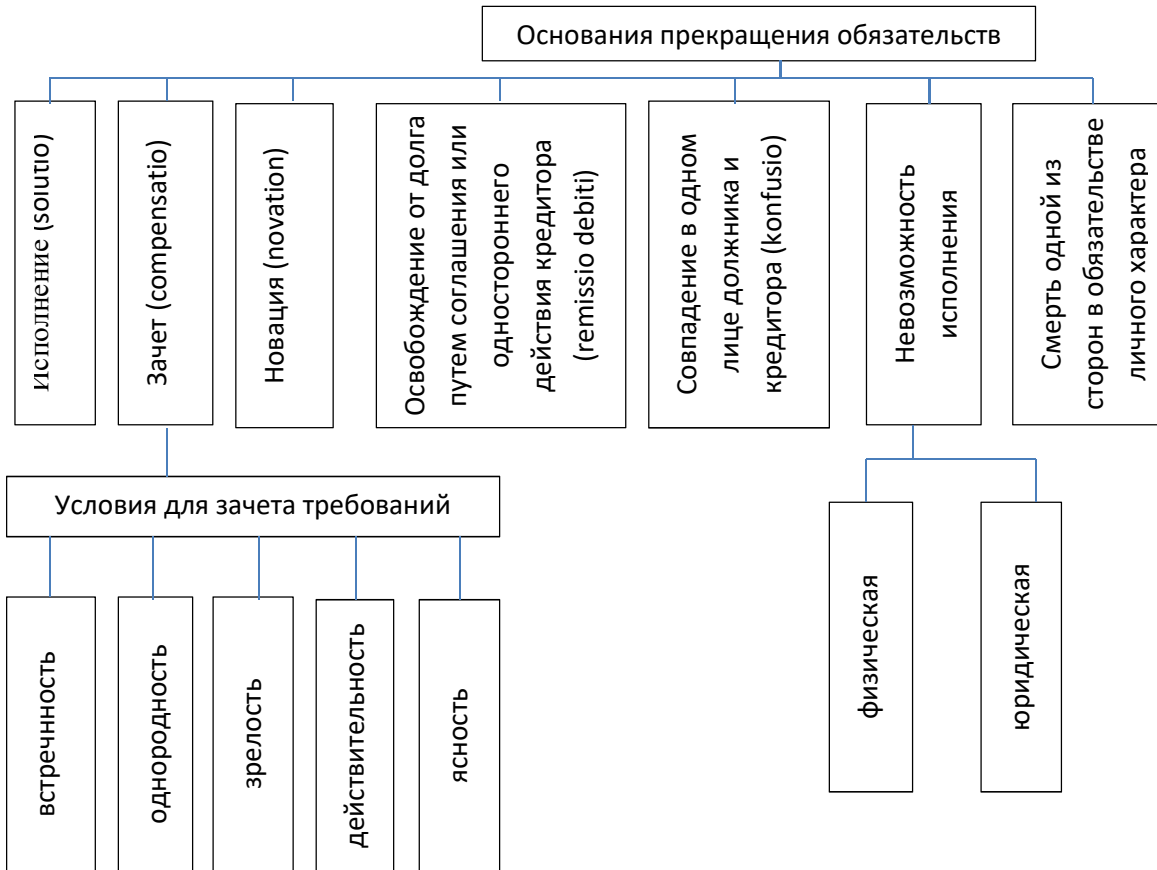 Основания прекращения обязательств
Исполнение (solutio)
Зачет (compensatio)
Новация (novation)
Освобождение от долга
путем соглашения или
одностороннего
действия кредитора
(remissio debiti)
Совпадение в одном
лице должника и
кредитора (konfusio)
Невозможность
исполнения
Смерть одной из
сторон в обязательстве
личного характера
Условия для зачета требований
встречнность
однородность
зрелость
действительность
ясность
физическая
юридическая